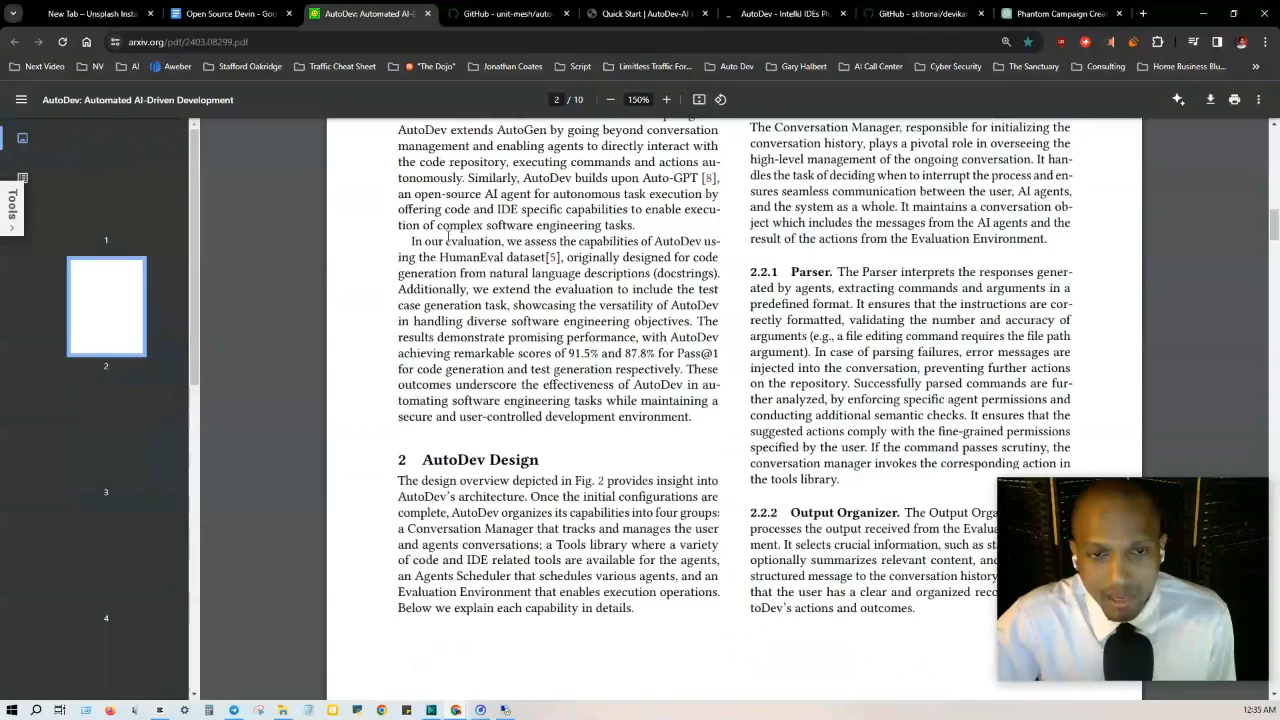 New Tab – Unsplash Insta
Open Source Devin - Goo
AutoDev: Automated AI-D
GitHub - unit-mesh/auto-
Quick Start | AutoDev-AI F
AutoDev - IntelliJ IDEs Plu
GitHub - stitionai/devika:
Phantom Campaign Crea
arxiv.org/pdf/2403.08299.pdf
Next Video
NV
AI
Aweber
Stafford Oakridge
Traffic Cheat Sheet
"The Dojo"
Jonathan Coates
Script
Limitless Traffic For...
Auto Dev
Gary Halbert
AI Call Center
Cyber Security
The Sanctuary
Consulting
Home Business Blu...
AutoDev: Automated AI-Driven Development
2 / 10
150%
Tools
1
2
3
4
AutoDev extends AutoGen by going beyond conversation
management and enabling agents to directly interact with
the code repository, executing commands and actions au-
tonomously. Similarly, AutoDev builds upon Auto-GPT [8],
an open-source AI agent for autonomous task execution by
offering code and IDE specific capabilities to enable execu-
tion of complex software engineering tasks.
In our evaluation, we assess the capabilities of AutoDev us-
ing the HumanEval dataset[5], originally designed for code
generation from natural language descriptions (docstrings).
Additionally, we extend the evaluation to include the test
case generation task, showcasing the versatility of AutoDev
in handling diverse software engineering objectives. The
results demonstrate promising performance, with AutoDev
achieving remarkable scores of 91.5% and 87.8% for Pass@1
for code generation and test generation respectively. These
outcomes underscore the effectiveness of AutoDev in au-
tomating software engineering tasks while maintaining a
secure and user-controlled development environment.
2 AutoDev Design
The design overview depicted in Fig. 2 provides insight into
AutoDev's architecture. Once the initial configurations are
complete, AutoDev organizes its capabilities into four groups:
a Conversation Manager that tracks and manages the user
and agents conversations; a Tools library where a variety
of code and IDE related tools are available for the agents,
an Agents Scheduler that schedules various agents, and an
Evaluation Environment that enables execution operations.
Below we explain each capability in details.
The Conversation Manager, responsible for initializing the
conversation history, plays a pivotal role in overseeing the
high-level management of the ongoing conversation. It han-
dles the task of deciding when to interrupt the process and en-
sures seamless communication between the user, AI agents,
and the system as a whole. It maintains a conversation ob-
ject which includes the messages from the AI agents and the
result of the actions from the Evaluation Environment.
2.2.1 Parser. The Parser interprets the responses gener-
ated by agents, extracting commands and arguments in a
predefined format. It ensures that the instructions are cor-
rectly formatted, validating the number and accuracy of
arguments (e.g., a file editing command requires the file path
argument). In case of parsing failures, error messages are
injected into the conversation, preventing further actions
on the repository. Successfully parsed commands are fur-
ther analyzed, by enforcing specific agent permissions and
conducting additional semantic checks. It ensures that the
suggested actions comply with the fine-grained permissions
specified by the user. If the command passes scrutiny, the
conversation manager invokes the corresponding action in
the tools library.
2.2.2 Output Organizer. The Output Orga
processes the output received from the Evalua
ment. It selects crucial information, such as st
optionally summarizes relevant content, and
structured message to the conversation history
that the user has a clear and organized reco
toDev's actions and outcomes.
12:35 AM